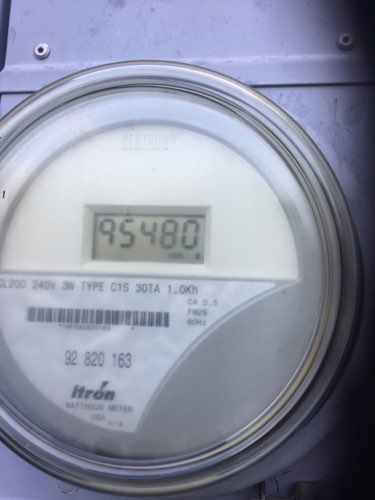 CENTRON®
95480
kWh
CL200 240V 3W TYPE C1S 30TA 1.0Kh
CA 0.5
FM2S
60Hz
92 820 163
Itron
WATTHOUR METER
USA